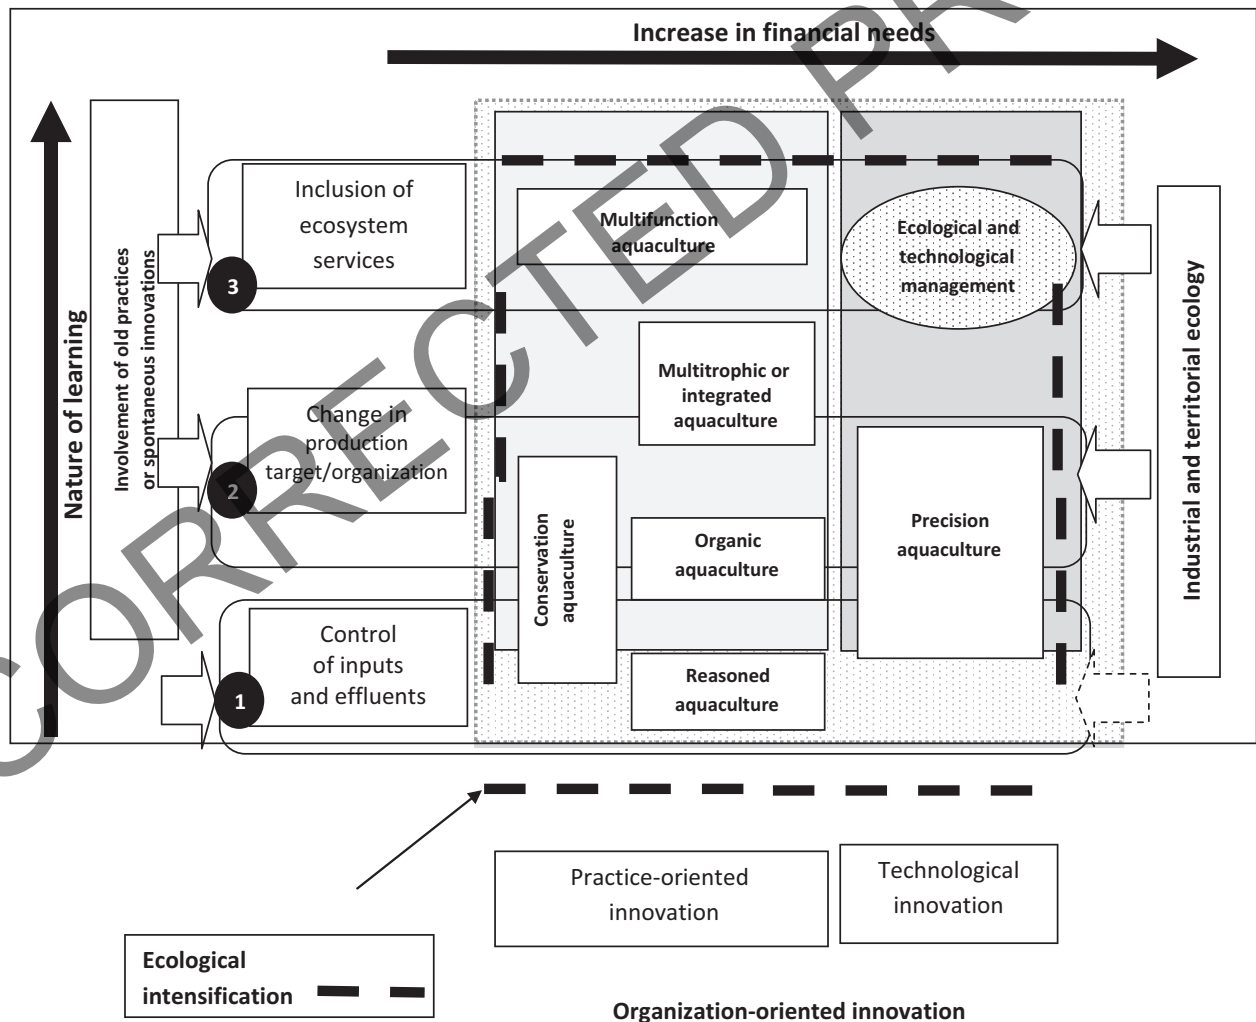 Increase in financial needs
Nature of learning
Involvement of old practices
or spontaneous innovations
Inclusion of
ecosystem
services
3
Multifunction
aquaculture
Ecological and
technological
management
Industrial and territorial ecology
Change in
production
target/organization
2
Multitrophic or
integrated
aquaculture
Conservation
aquaculture
Organic
aquaculture
Precision
aquaculture
Control
of inputs
and effluents
1
Reasoned
aquaculture
Practice-oriented
innovation
Technological
innovation
Ecological
intensification
Organization-oriented innovation
CORRECTED PR